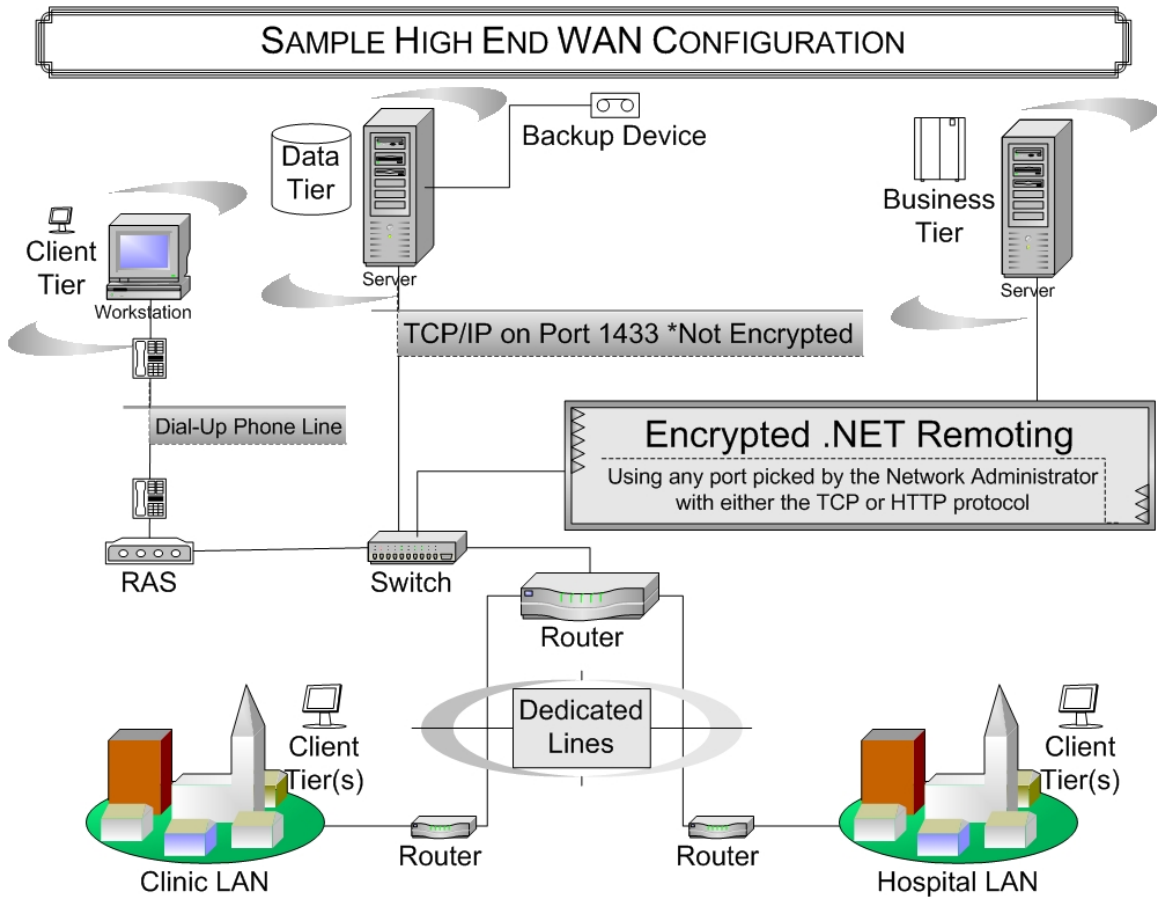 SAMPLE HIGH END WAN CONFIGURATION
Backup Device
Data
Tier
Business
Tier
Client
Tier
Server
Server
Workstation
TCP/IP on Port 1433 *Not Encrypted
Dial-Up Phone Line
Encrypted .NET Remoting
Using any port picked by the Network Administrator
with either the TCP or HTTP protocol
RAS
Switch
Router
Dedicated
Lines
Client
Tier(s)
Client
Tier(s)
Router
Router
Clinic LAN
Hospital LAN